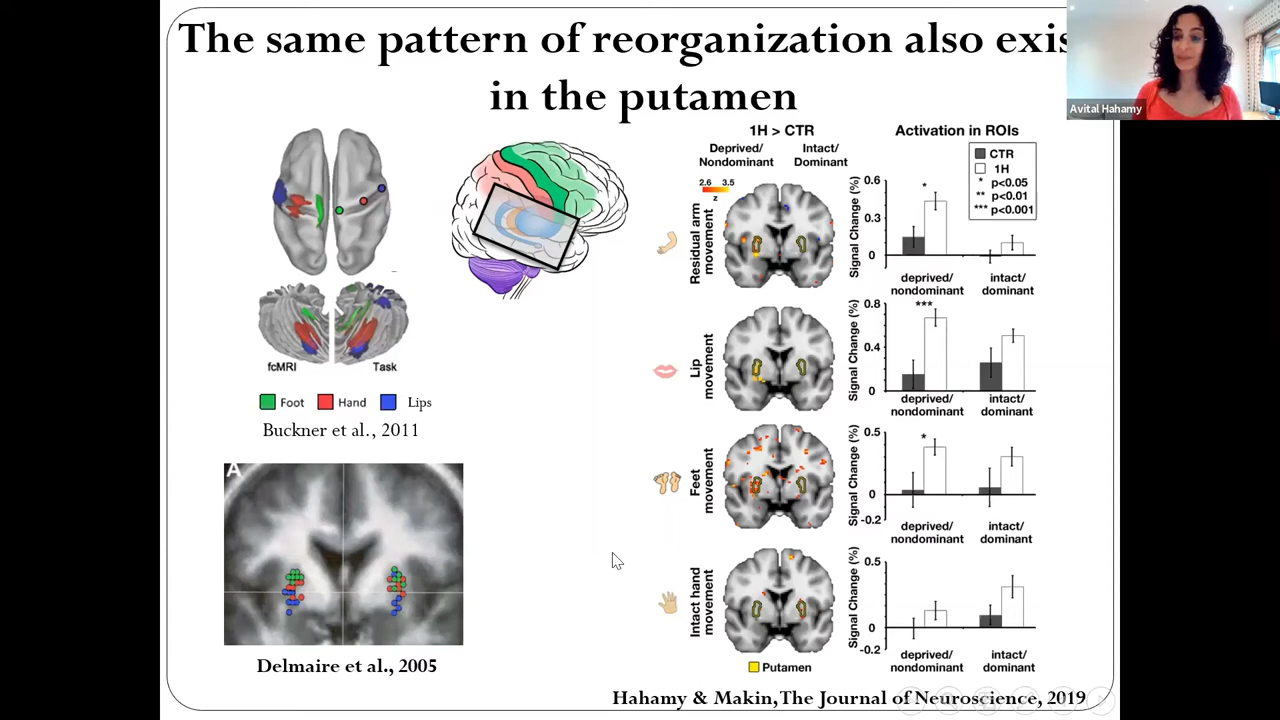 The same pattern of reorganization also exis
in the putamen
Avital Hahamy
fcMRI
Task
Foot
Hand
Lips
Buckner et al., 2011
A
Delmaire et al., 2005
1H > CTR
Deprived/
Nondominant
Intact/
Dominant
2.6 3.5
z
Residual arm
movement
Lip
movement
Feet
movement
Intact hand
movement
Putamen
Activation in ROIs
CTR
1H
* p<0.05
** p<0.01
*** p<0.001
Signal Change (%)
0.6
0.3
0
*
deprived/
nondominant
intact/
dominant
Signal Change (%)
0.8
0.4
0
***
deprived/
nondominant
intact/
dominant
Signal Change (%)
0.5
0
-0.2
*
deprived/
nondominant
intact/
dominant
Signal Change (%)
0.5
0
-0.2
deprived/
nondominant
intact/
dominant
Hahamy & Makin,The Journal of Neuroscience, 2019